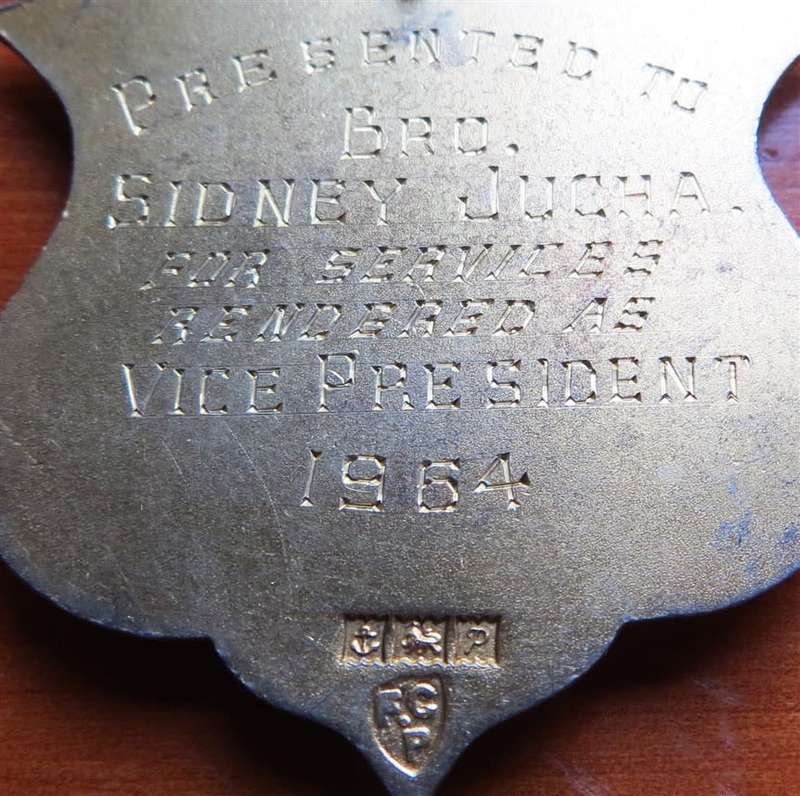 PRESENTED TO
BRO.
SIDNEY JUCHA.
FOR SERVICES
RENDERED AS
VICE PRESIDENT
1964
P
F.C
P